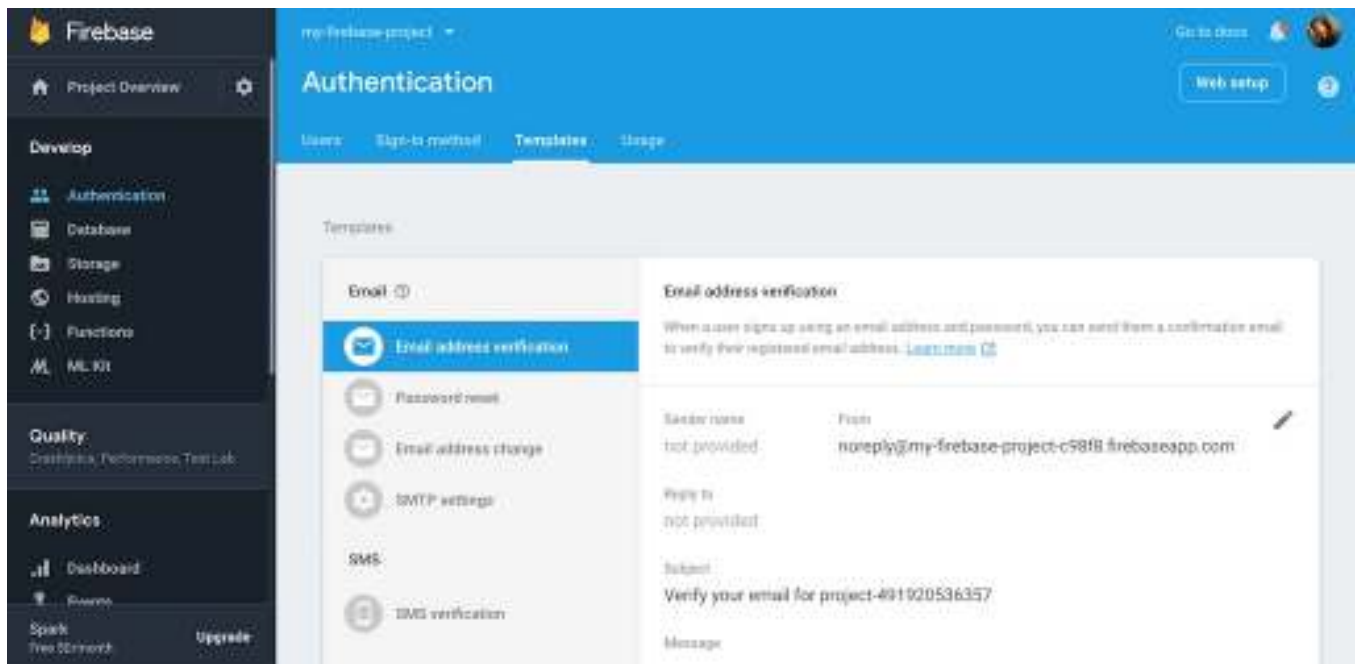 Firebase
my-firebase-project
Go to docs
Project Overview
Authentication
Web setup
Develop
Users
Sign-in method
Templates
Usage
Authentication
Database
Storage
Hosting
Functions
ML Kit
Quality
Crashlytics, Performance, Test Lab
Analytics
Dashboard
Events
Spark
Free $0/month
Upgrade
Templates
Email
Email address verification
Password reset
Email address change
SMTP settings
SMS
SMS verification
Email address verification
When a user signs up using an email address and password, you can send them a confirmation email
to verify their registered email address. Learn more
Sender name
not provided
From
noreply@my-firebase-project-c98f8.firebaseapp.com
Reply to
not provided
Subject
Verify your email for project-491920536357
Message